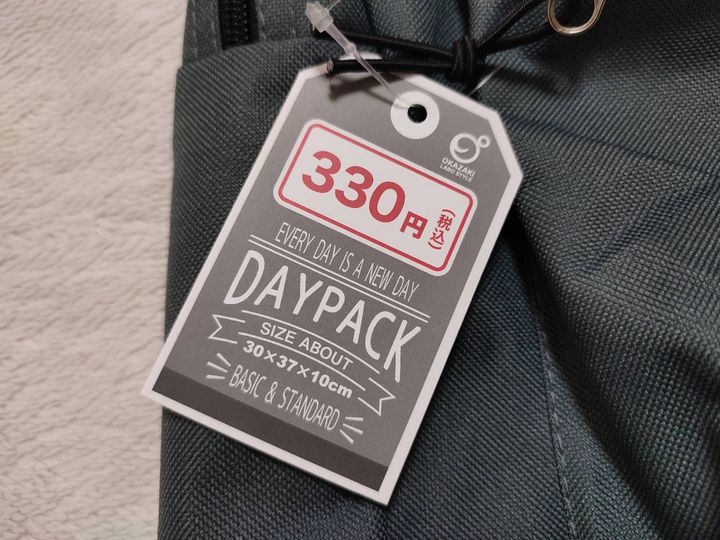 OKAZAKI
LABO STYLE
330円(税込)
EVERY DAY IS A NEW DAY
DAYPACK
SIZE ABOUT
30×37×10cm
BASIC & STANDARD